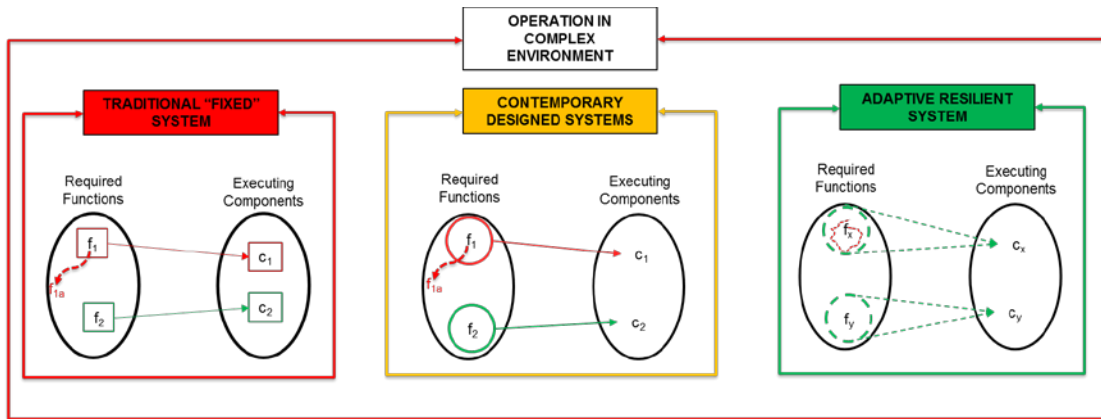 OPERATION IN
COMPLEX
ENVIRONMENT
TRADITIONAL “FIXED”
SYSTEM
Required
Functions
Executing
Components
f1
f1a
c1
f2
c2
CONTEMPORARY
DESIGNED SYSTEMS
Required
Functions
Executing
Components
f1
f1a
c1
f2
c2
ADAPTIVE RESILIENT
SYSTEM
Required
Functions
Executing
Components
fx
cx
fy
cy